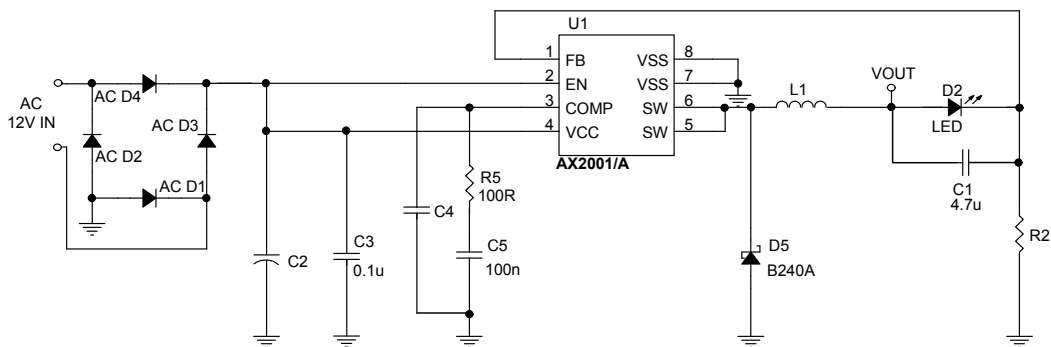 U1
1 FB VSS 8
2 EN VSS 7
3 COMP SW 6
4 VCC SW 5
AX2001/A
AC
12V IN
AC D4
AC D3
AC D2
AC D1
C2
C3
0.1u
C4
R5
100R
C5
100n
L1
VOUT
D2
LED
C1
4.7u
D5
B240A
R2